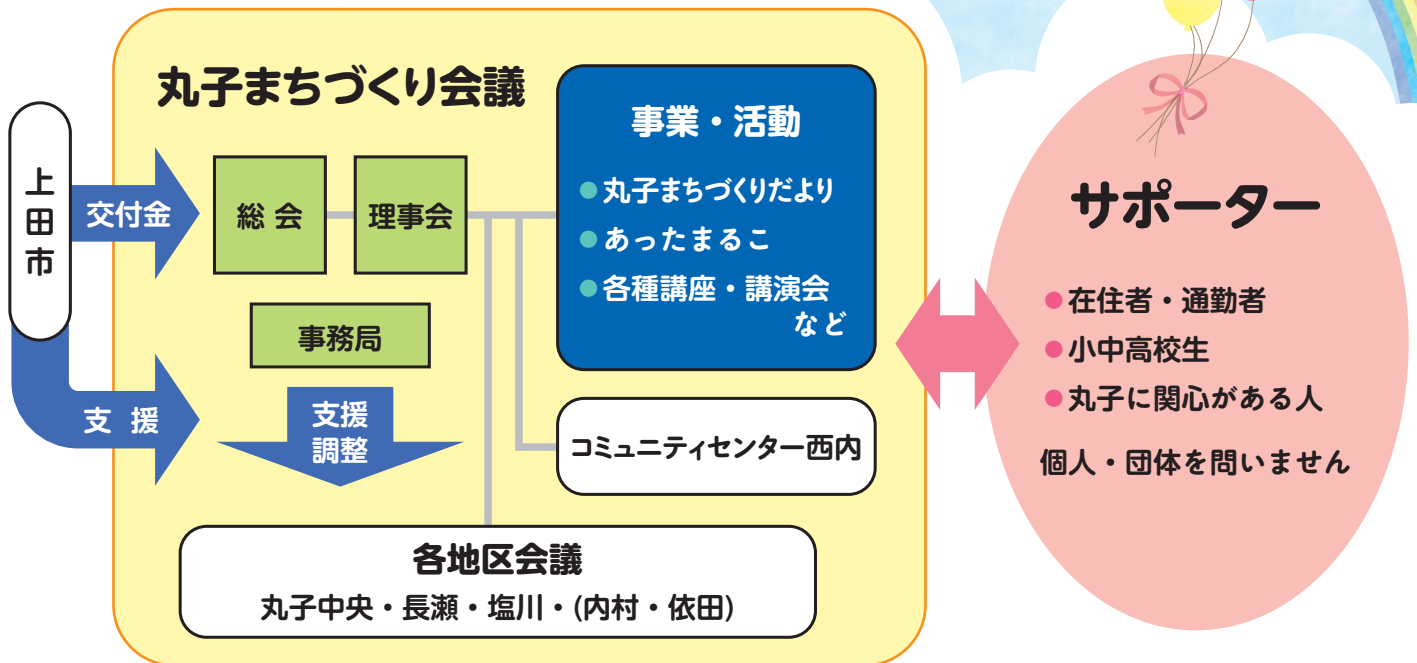 丸子まちづくり会議
上田市
交付金
支 援
総 会
理事会
事務局
支援
調整
事業・活動
丸子まちづくりだより
あったまるこ
各種講座・講演会
など
コミュニティセンター西内
各地区会議
丸子中央・長瀬・塩川・(内村・依田)
サポーター
在住者・通勤者
小中高校生
丸子に関心がある人
個人・団体を問いません